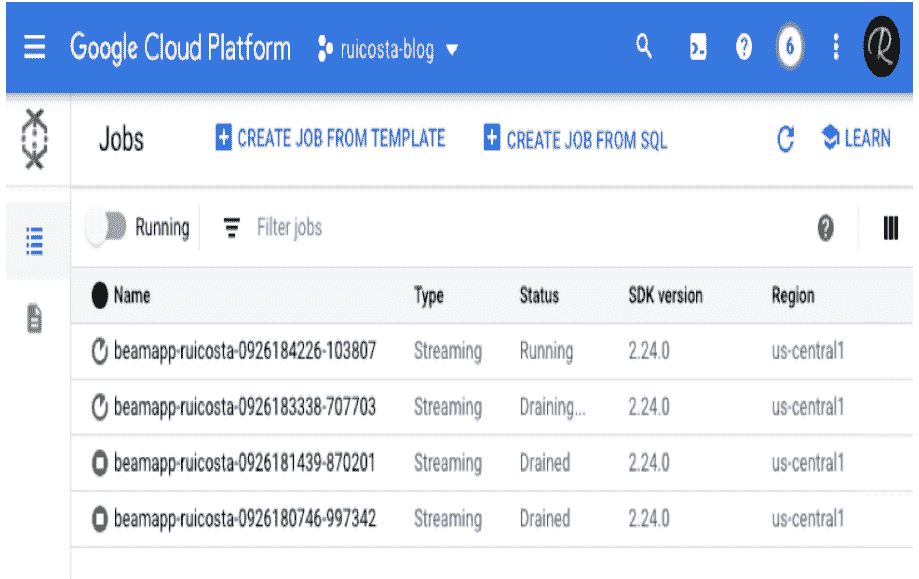 Google Cloud Platform ruicosta-blog 6 R
Jobs CREATE JOB FROM TEMPLATE CREATE JOB FROM SQL LEARN
Running Filter jobs
Name Type Status SDK version Region
beamapp-ruicosta-0926184226-103807 Streaming Running 2.24.0 us-central1
beamapp-ruicosta-0926183338-707703 Streaming Draining... 2.24.0 us-central1
beamapp-ruicosta-0926181439-870201 Streaming Drained 2.24.0 us-central1
beamapp-ruicosta-0926180746-997342 Streaming Drained 2.24.0 us-central1